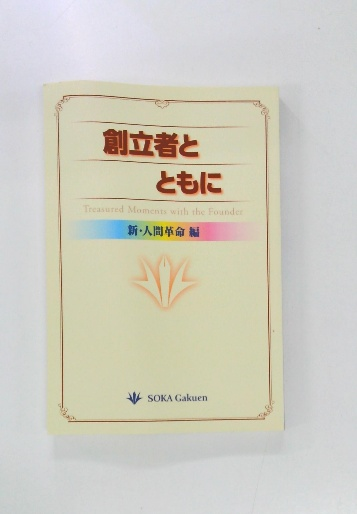 創立者と
ともに
Treasured Moments with the Founder
新・人間革命 編
SOKA Gakuen